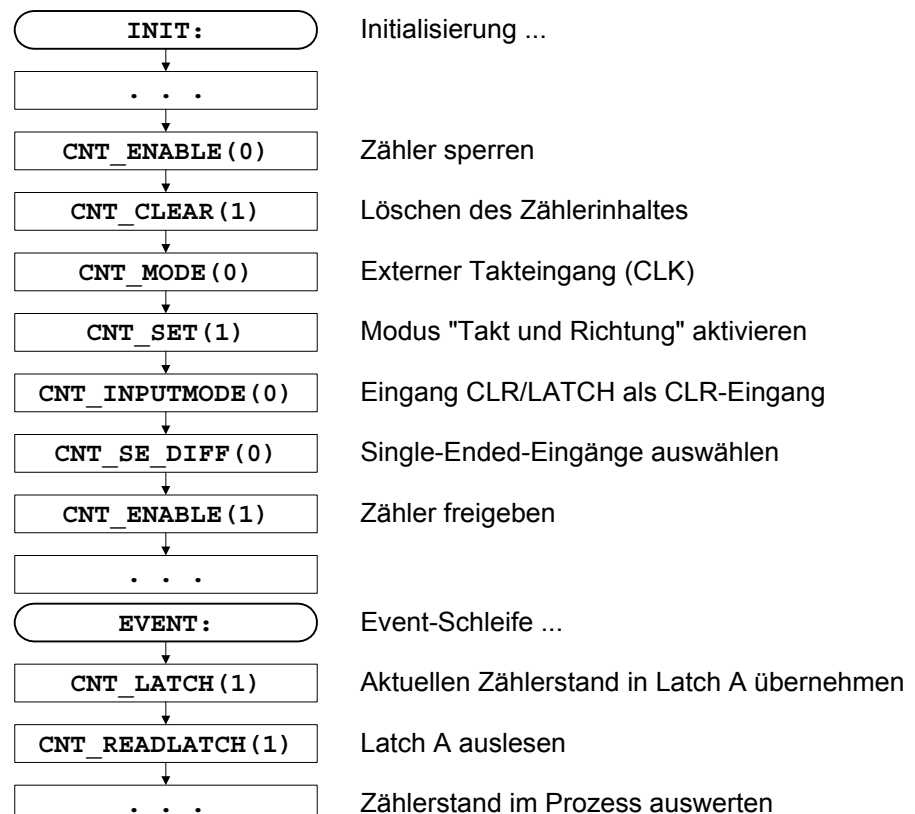 INIT: Initialisierung ...
. . .
CNT_ENABLE(0) Zähler sperren
CNT_CLEAR(1) Löschen des Zählerinhaltes
CNT_MODE(0) Externer Takteingang (CLK)
CNT_SET(1) Modus "Takt und Richtung" aktivieren
CNT_INPUTMODE(0) Eingang CLR/LATCH als CLR-Eingang
CNT_SE_DIFF(0) Single-Ended-Eingänge auswählen
CNT_ENABLE(1) Zähler freigeben
. . .
EVENT: Event-Schleife ...
CNT_LATCH(1) Aktuellen Zählerstand in Latch A übernehmen
CNT_READLATCH(1) Latch A auslesen
. . . Zählerstand im Prozess auswerten